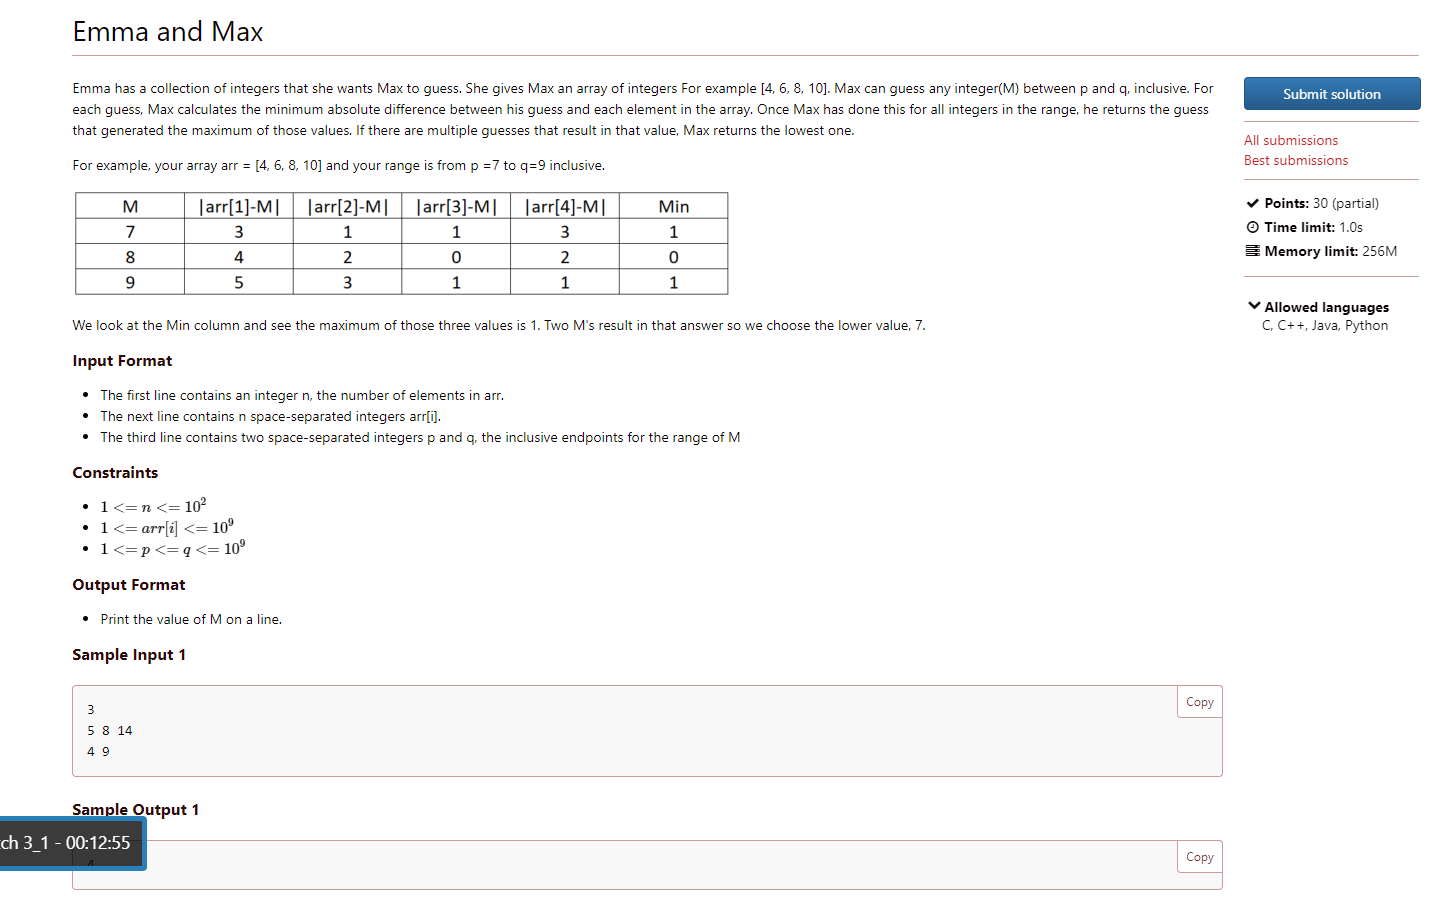 Emma and Max
Emma has a collection of integers that she wants Max to guess. She gives Max an array of integers For example [4, 6, 8, 10]. Max can guess any integer(M) between p and q, inclusive. For
each guess, Max calculates the minimum absolute difference between his guess and each element in the array. Once Max has done this for all integers in the range, he returns the guess
that generated the maximum of those values. If there are multiple guesses that result in that value, Max returns the lowest one.
For example, your array arr = [4, 6, 8, 10] and your range is from p =7 to q=9 inclusive.
M |arr[1]-M| |arr[2]-M| |arr[3]-M| |arr[4]-M| Min
7 3 1 1 3 1
8 4 2 0 2 0
9 5 3 1 1 1
We look at the Min column and see the maximum of those three values is 1. Two M's result in that answer so we choose the lower value, 7.
Input Format
• The first line contains an integer n, the number of elements in arr.
• The next line contains n space-separated integers arr[i].
• The third line contains two space-separated integers p and q, the inclusive endpoints for the range of M
Constraints
• 1 <= n <= 10²
• 1 <= arr[i] <= 10⁹
• 1 <= p <= q <= 10⁹
Output Format
• Print the value of M on a line.
Sample Input 1
Copy
3
5 8 14
4 9
Sample Output 1
Copy
4
ch 3_1 - 00:12:55
Submit solution
All submissions
Best submissions
Points: 30 (partial)
Time limit: 1.0s
Memory limit: 256M
Allowed languages
C, C++, Java, Python